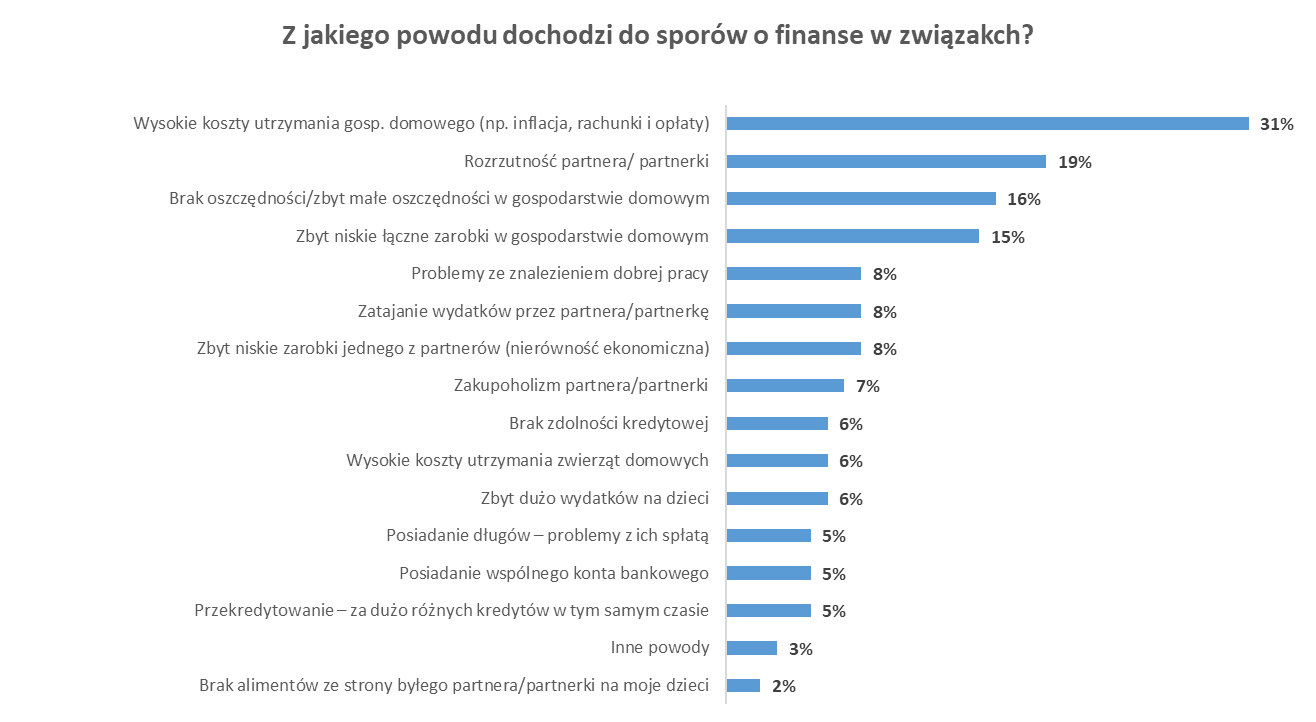 Z jakiego powodu dochodzi do sporów o finanse w związakch?
Wysokie koszty utrzymania gosp. domowego (np. inflacja, rachunki i opłaty) 31%
Rozrzutność partnera/ partnerki 19%
Brak oszczędności/zbyt małe oszczędności w gospodarstwie domowym 16%
Zbyt niskie łączne zarobki w gospodarstwie domowym 15%
Problemy ze znalezieniem dobrej pracy 8%
Zatajanie wydatków przez partnera/partnerkę 8%
Zbyt niskie zarobki jednego z partnerów (nierówność ekonomiczna) 8%
Zakupoholizm partnera/partnerki 7%
Brak zdolności kredytowej 6%
Wysokie koszty utrzymania zwierząt domowych 6%
Zbyt dużo wydatków na dzieci 6%
Posiadanie długów – problemy z ich spłatą 5%
Posiadanie wspólnego konta bankowego 5%
Przekredytowanie – za dużo różnych kredytów w tym samym czasie 5%
Inne powody 3%
Brak alimentów ze strony byłego partnera/partnerki na moje dzieci 2%